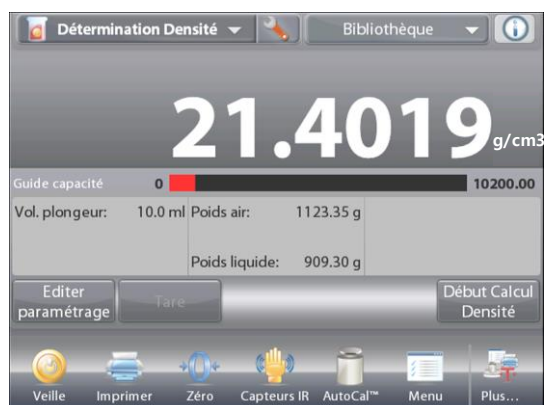 Détermination Densité Bibliothèque
21.4019 g/cm3
Guide capacité 0 10200.00
Vol. plongeur: 10.0 ml Poids air: 1123.35 g
Poids liquide: 909.30 g
Editer paramétrage
Tare
Début Calcul Densité
Veille Imprimer Zéro Capteurs IR AutoCal™ Menu Plus...